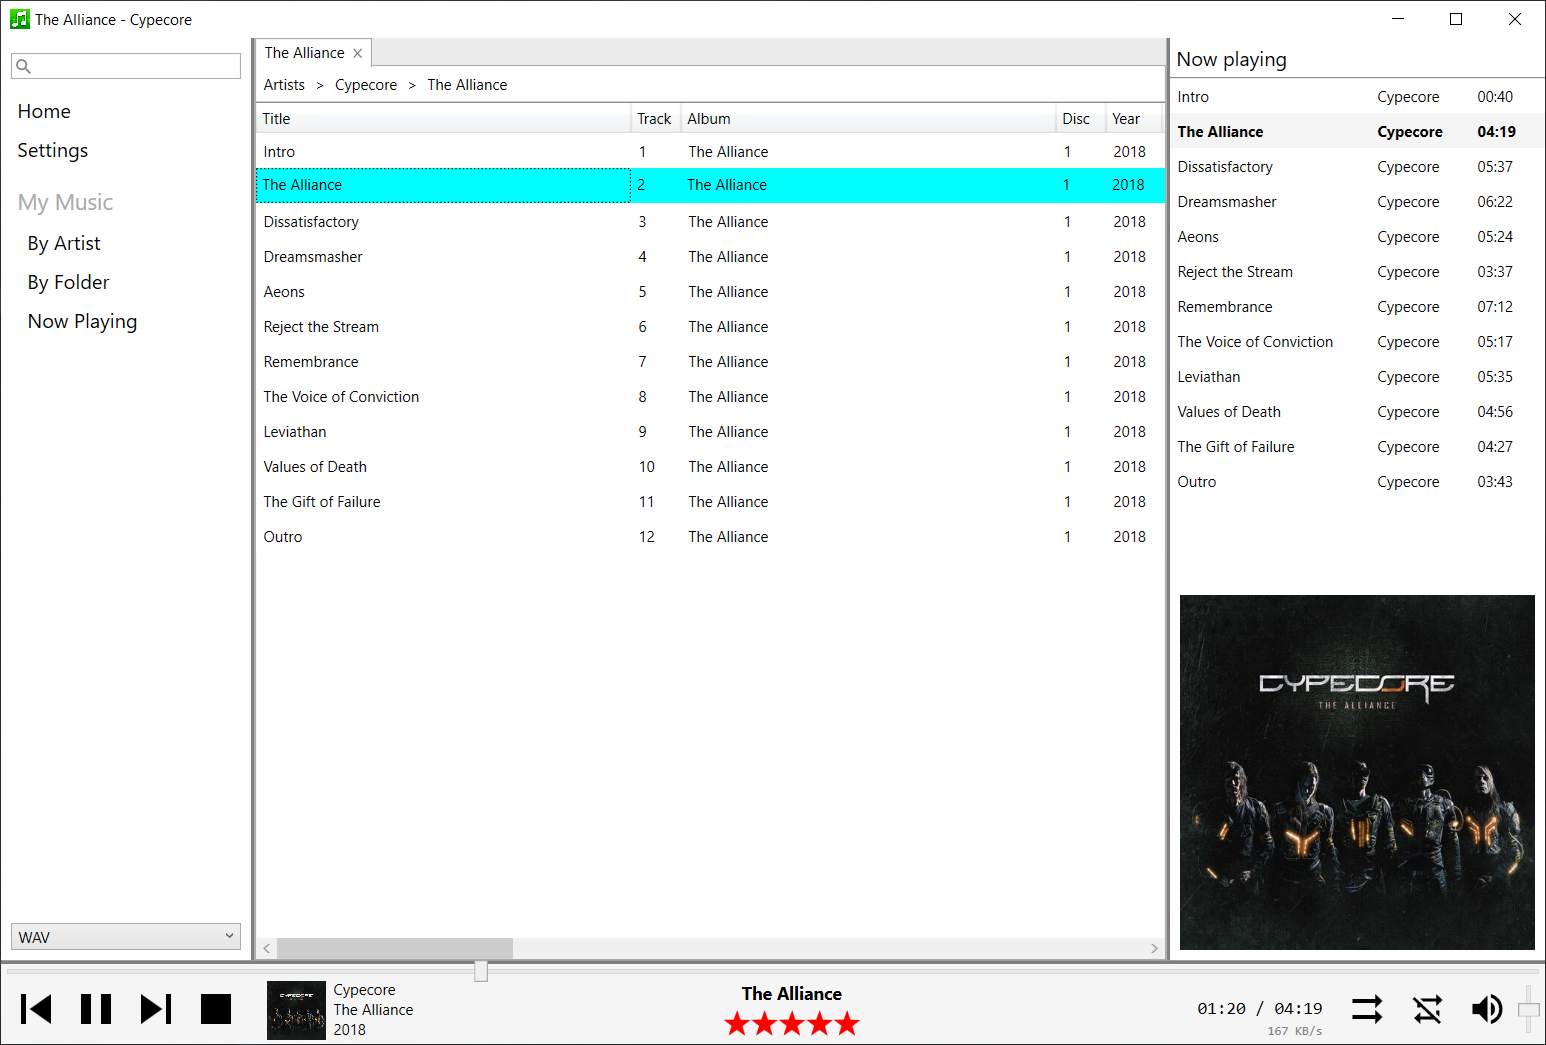 The Alliance - Cypecore
Home
Settings
My Music
By Artist
By Folder
Now Playing
WAV
The Alliance
Artists > Cypecore > The Alliance
Title Track Album Disc Year
Intro 1 The Alliance 1 2018
The Alliance 2 The Alliance 1 2018
Dissatisfactory 3 The Alliance 1 2018
Dreamsmasher 4 The Alliance 1 2018
Aeons 5 The Alliance 1 2018
Reject the Stream 6 The Alliance 1 2018
Remembrance 7 The Alliance 1 2018
The Voice of Conviction 8 The Alliance 1 2018
Leviathan 9 The Alliance 1 2018
Values of Death 10 The Alliance 1 2018
The Gift of Failure 11 The Alliance 1 2018
Outro 12 The Alliance 1 2018
Now playing
Intro Cypecore 00:40
The Alliance Cypecore 04:19
Dissatisfactory Cypecore 05:37
Dreamsmasher Cypecore 06:22
Aeons Cypecore 05:24
Reject the Stream Cypecore 03:37
Remembrance Cypecore 07:12
The Voice of Conviction Cypecore 05:17
Leviathan Cypecore 05:35
Values of Death Cypecore 04:56
The Gift of Failure Cypecore 04:27
Outro Cypecore 03:43
CYPECORE
THE ALLIANCE
CYPECORE
Cypecore
The Alliance
2018
The Alliance
01:20 / 04:19
167 KB/s